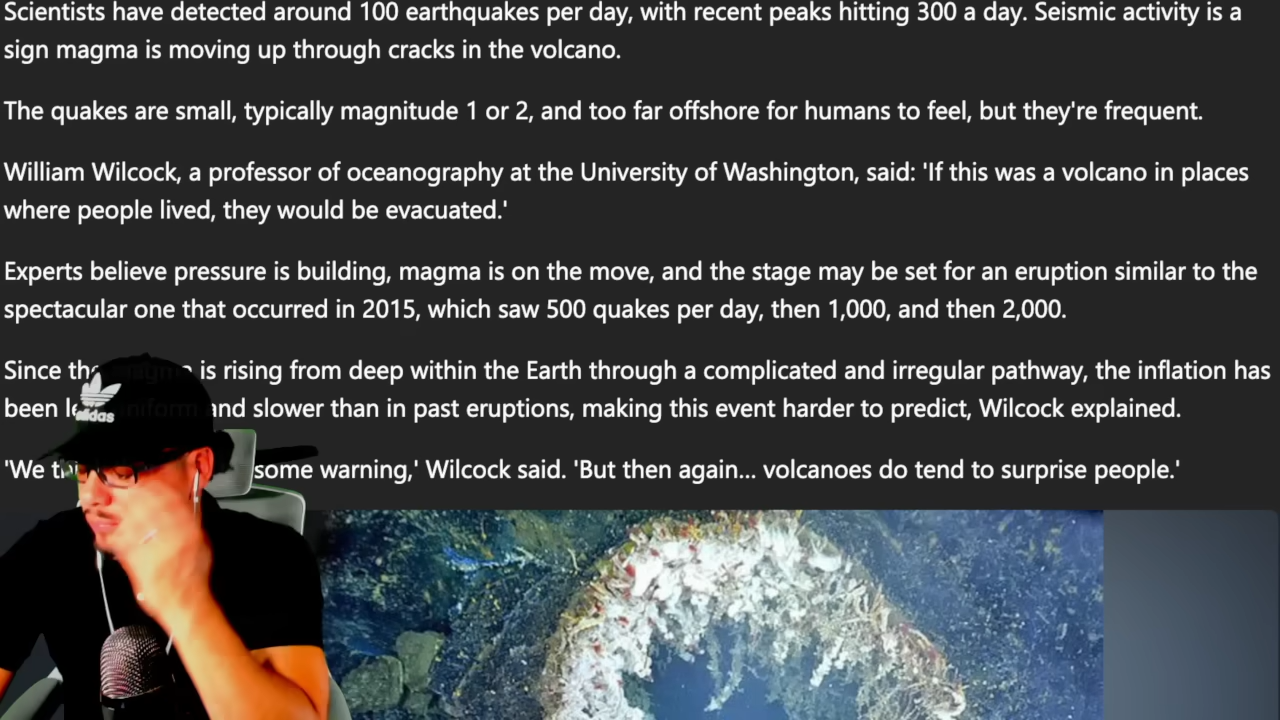 Scientists have detected around 100 earthquakes per day, with recent peaks hitting 300 a day. Seismic activity is a
sign magma is moving up through cracks in the volcano.
The quakes are small, typically magnitude 1 or 2, and too far offshore for humans to feel, but they're frequent.
William Wilcock, a professor of oceanography at the University of Washington, said: 'If this was a volcano in places
where people lived, they would be evacuated.'
Experts believe pressure is building, magma is on the move, and the stage may be set for an eruption similar to the
spectacular one that occurred in 2015, which saw 500 quakes per day, then 1,000, and then 2,000.
Since the magma is rising from deep within the Earth through a complicated and irregular pathway, the inflation has
been uniform and slower than in past eruptions, making this event harder to predict, Wilcock explained.
adidas
'We some warning,' Wilcock said. 'But then again... volcanoes do tend to surprise people.'